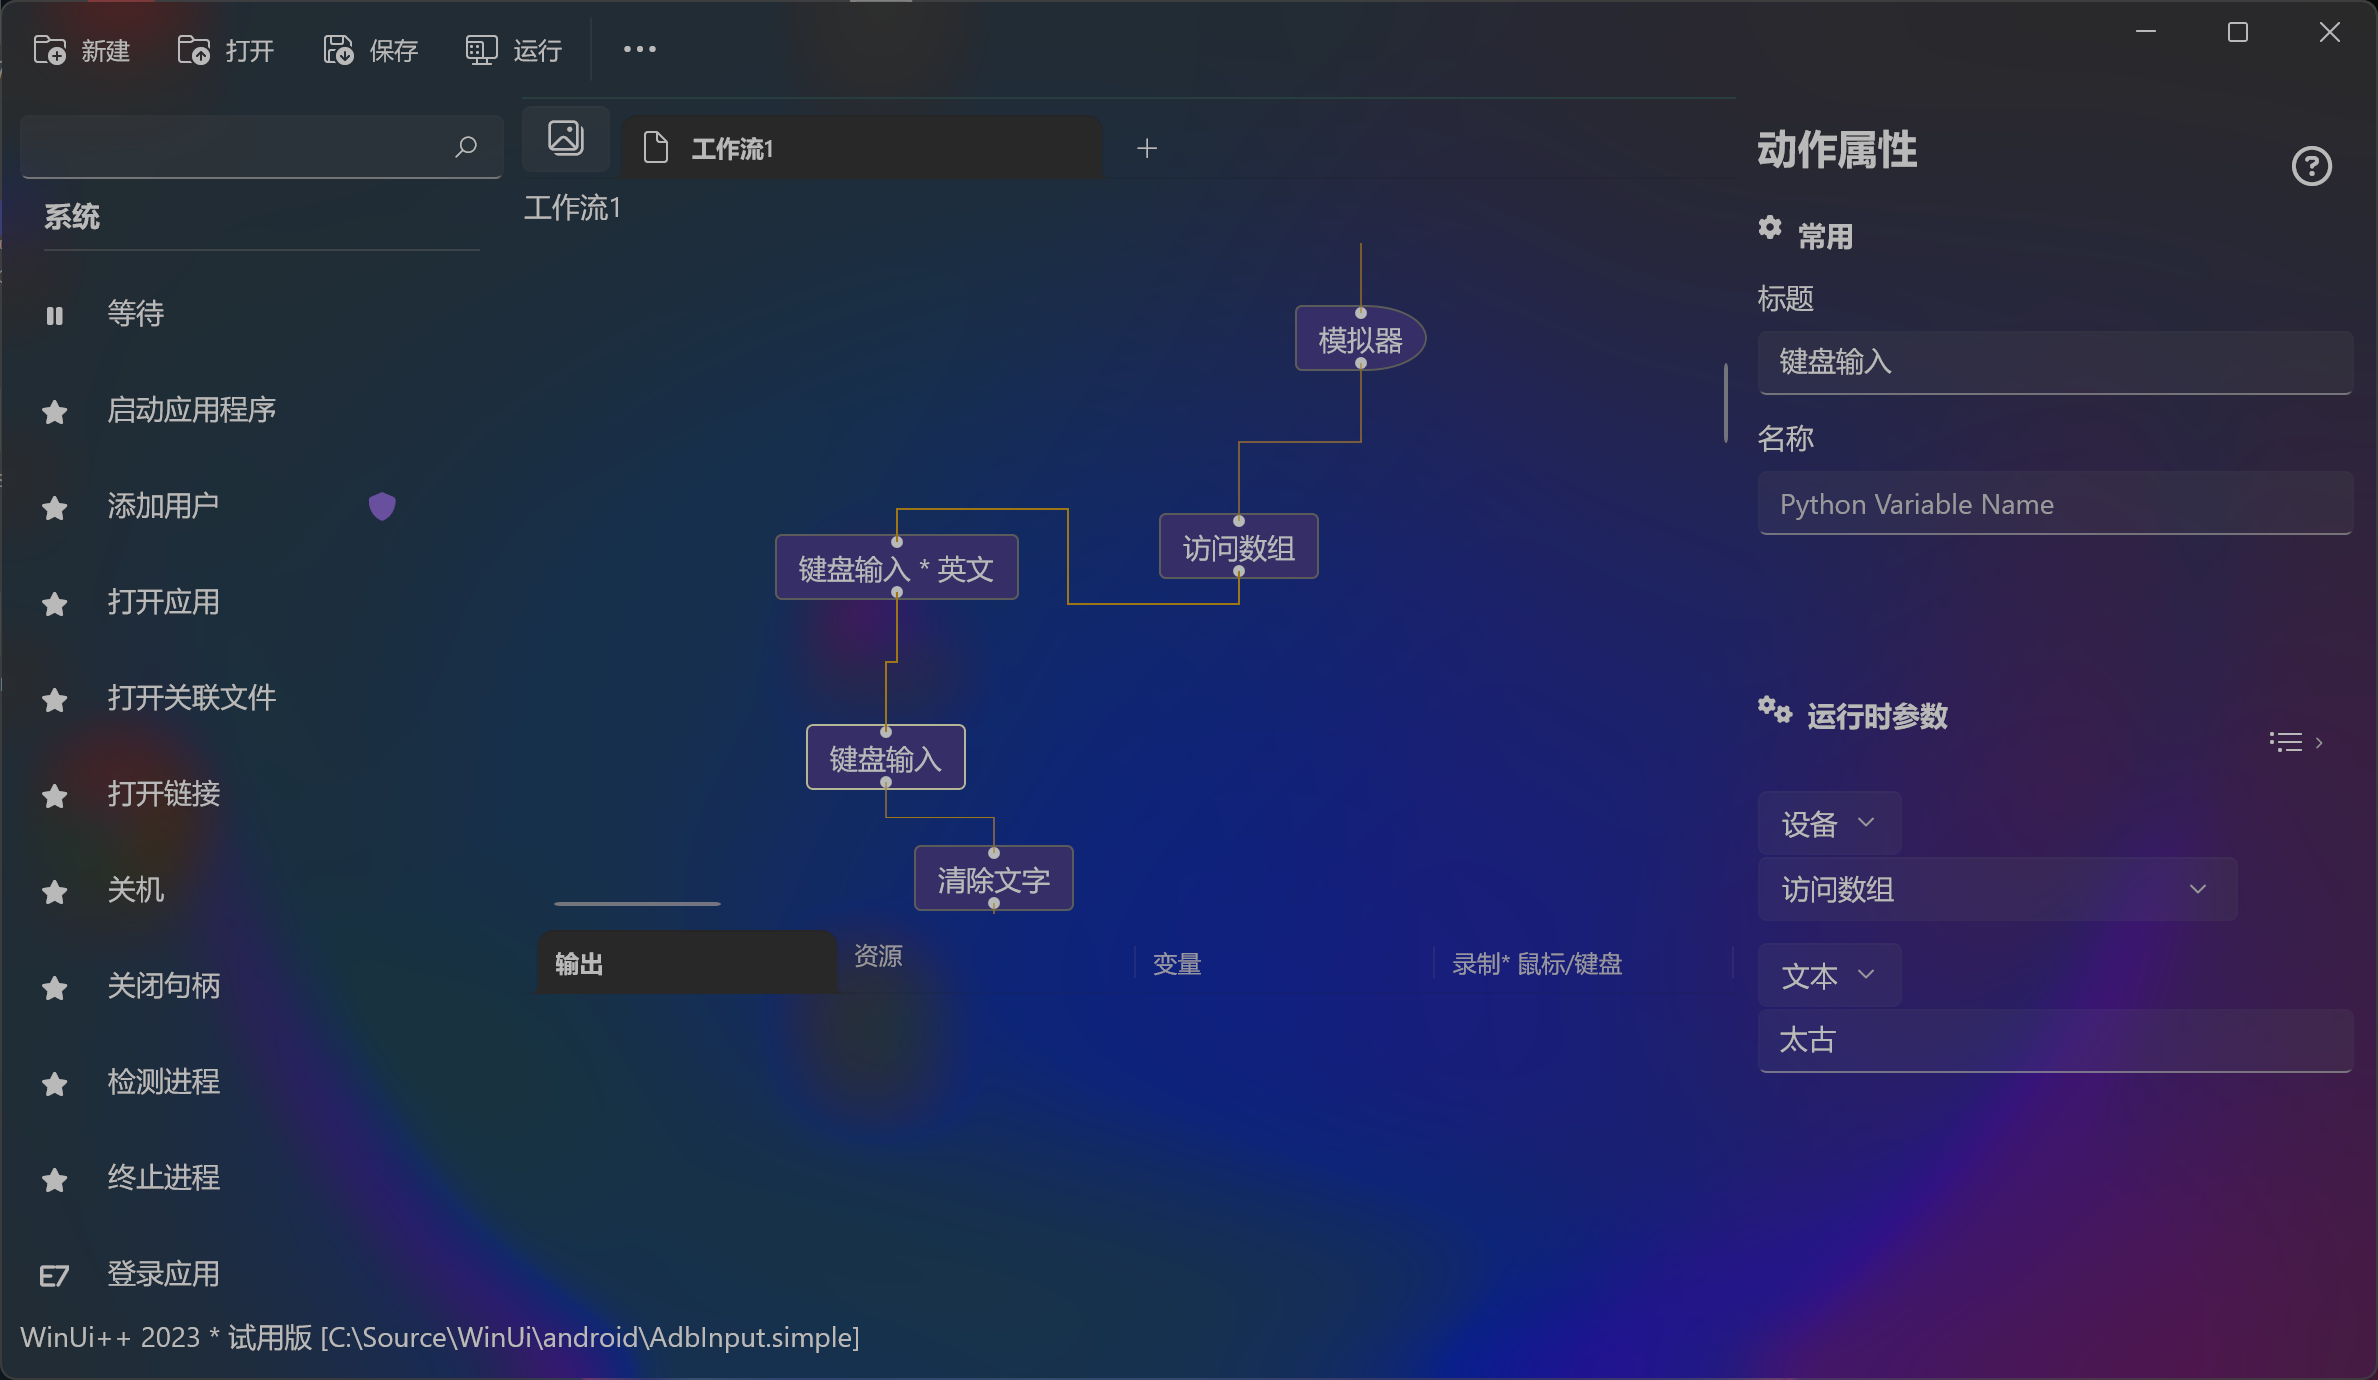 新建
打开
保存
运行
工作流1
工作流1
系统
等待
启动应用程序
添加用户
打开应用
打开关联文件
打开链接
关机
关闭句柄
检测进程
终止进程
E7 登录应用
模拟器
访问数组
键盘输入 * 英文
键盘输入
清除文字
输出
资源
变量
录制* 鼠标/键盘
动作属性
常用
标题
键盘输入
名称
Python Variable Name
运行时参数
设备
访问数组
文本
太古
WinUi++ 2023 * 试用版 [C:\Source\WinUi\android\AdbInput.simple]